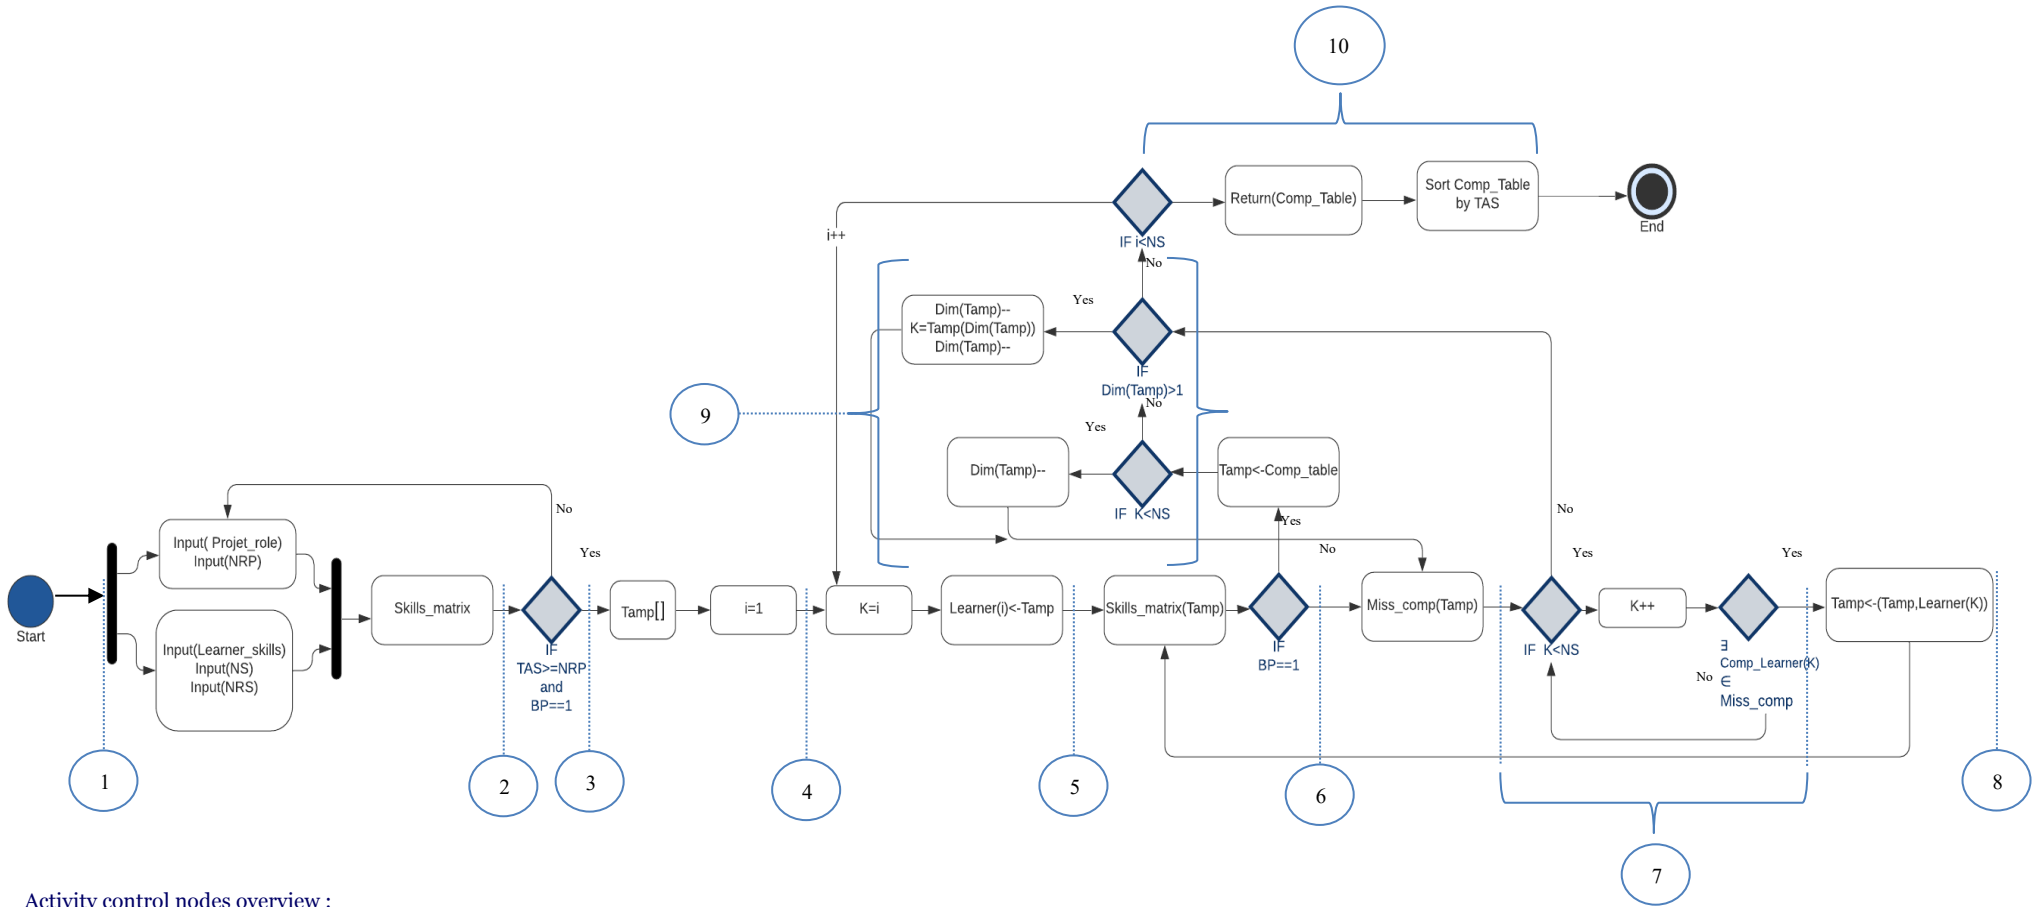 10
Return(Comp_Table)
Sort Comp_Table
by TAS
End
i++
IF i<NS
No
Yes
Dim(Tamp)--
K=Tamp(Dim(Tamp))
Dim(Tamp)--
IF
Dim(Tamp)>1
No
9
Yes
Dim(Tamp)--
IF K<NS
Tamp<-Comp_table
Yes
No
No
Yes
No
Yes
Yes
Start
Input( Projet_role)
Input(NRP)
Input(Learner_skills)
Input(NS)
Input(NRS)
Skills_matrix
IF
TAS>=NRP
and
BP==1
Tamp[]
i=1
K=i
Learner(i)<-Tamp
Skills_matrix(Tamp)
IF
BP==1
Miss_comp(Tamp)
IF K<NS
K++
∃
Comp_Learner(K)
∈
Miss_comp
No
Tamp<-(Tamp,Learner(K))
1
2
3
4
5
6
7
8
Activity control nodes overview :